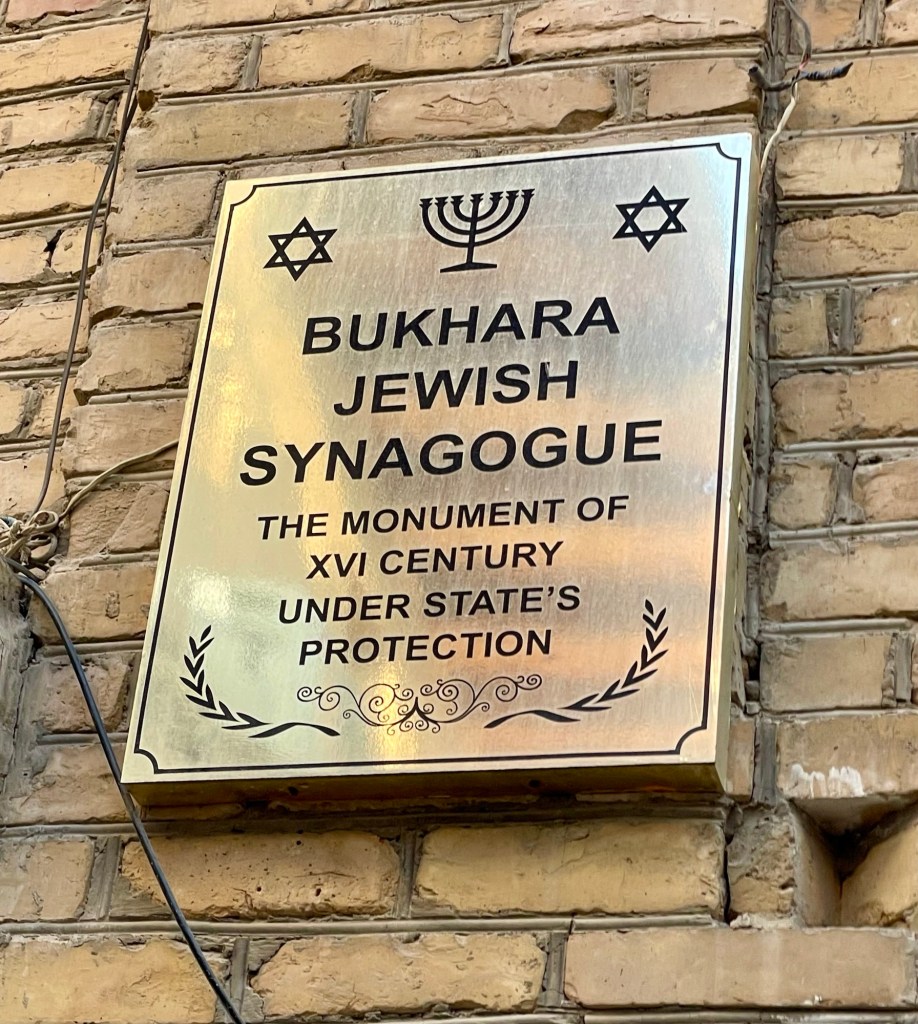 BUKHARA
JEWISH
SYNAGOGUE
THE MONUMENT OF
XVI CENTURY
UNDER STATE'S
PROTECTION